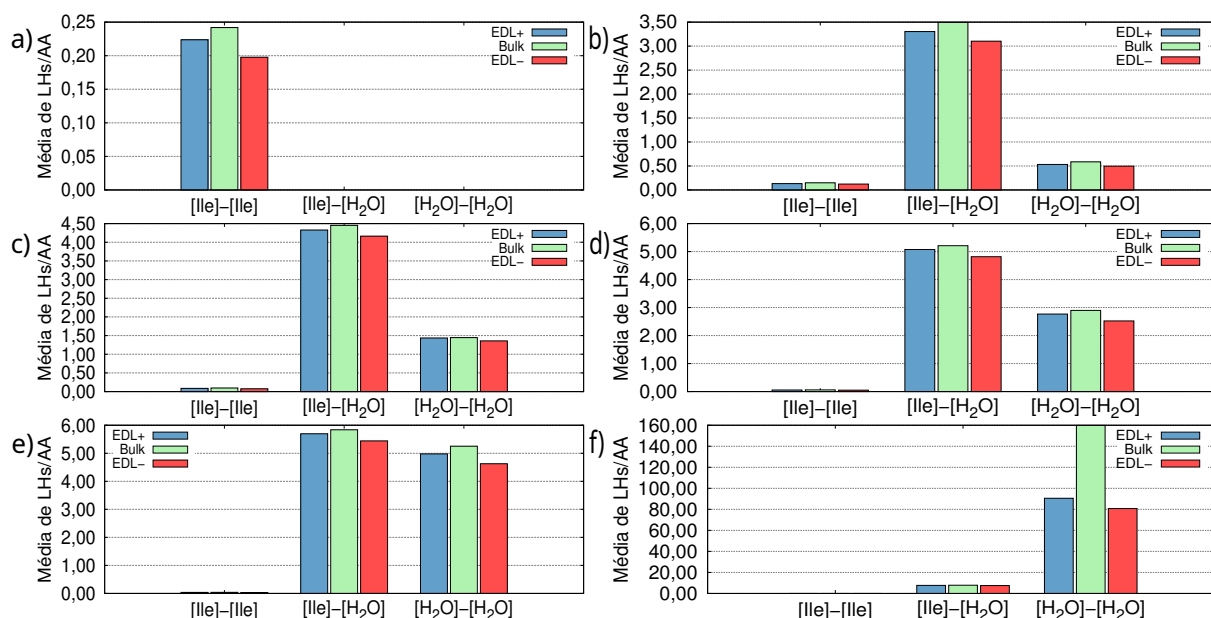 a)
Média de LHs/AA
0,25
0,20
0,15
0,10
0,05
0,00
EDL+
Bulk
EDL−
[Ile]−[Ile] [Ile]−[H₂O] [H₂O]−[H₂O]
b)
Média de LHs/AA
3,50
3,00
2,50
2,00
1,50
1,00
0,50
0,00
EDL+
Bulk
EDL−
[Ile]−[Ile] [Ile]−[H₂O] [H₂O]−[H₂O]
c)
Média de LHs/AA
4,50
4,00
3,50
3,00
2,50
2,00
1,50
1,00
0,50
0,00
EDL+
Bulk
EDL−
[Ile]−[Ile] [Ile]−[H₂O] [H₂O]−[H₂O]
d)
Média de LHs/AA
6,00
5,00
4,00
3,00
2,00
1,00
0,00
EDL+
Bulk
EDL−
[Ile]−[Ile] [Ile]−[H₂O] [H₂O]−[H₂O]
e)
Média de LHs/AA
6,00
5,00
4,00
3,00
2,00
1,00
0,00
EDL+
Bulk
EDL−
[Ile]−[Ile] [Ile]−[H₂O] [H₂O]−[H₂O]
f)
Média de LHs/AA
160,00
140,00
120,00
100,00
80,00
60,00
40,00
20,00
0,00
EDL+
Bulk
EDL−
[Ile]−[Ile] [Ile]−[H₂O] [H₂O]−[H₂O]